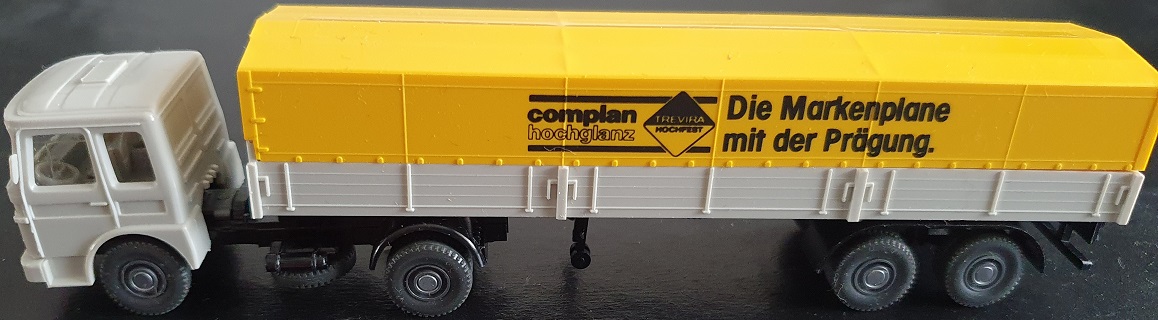 complan
hochglanz
TREVIRA
HOCHFEST
Die Markenplane
mit der Prägung.